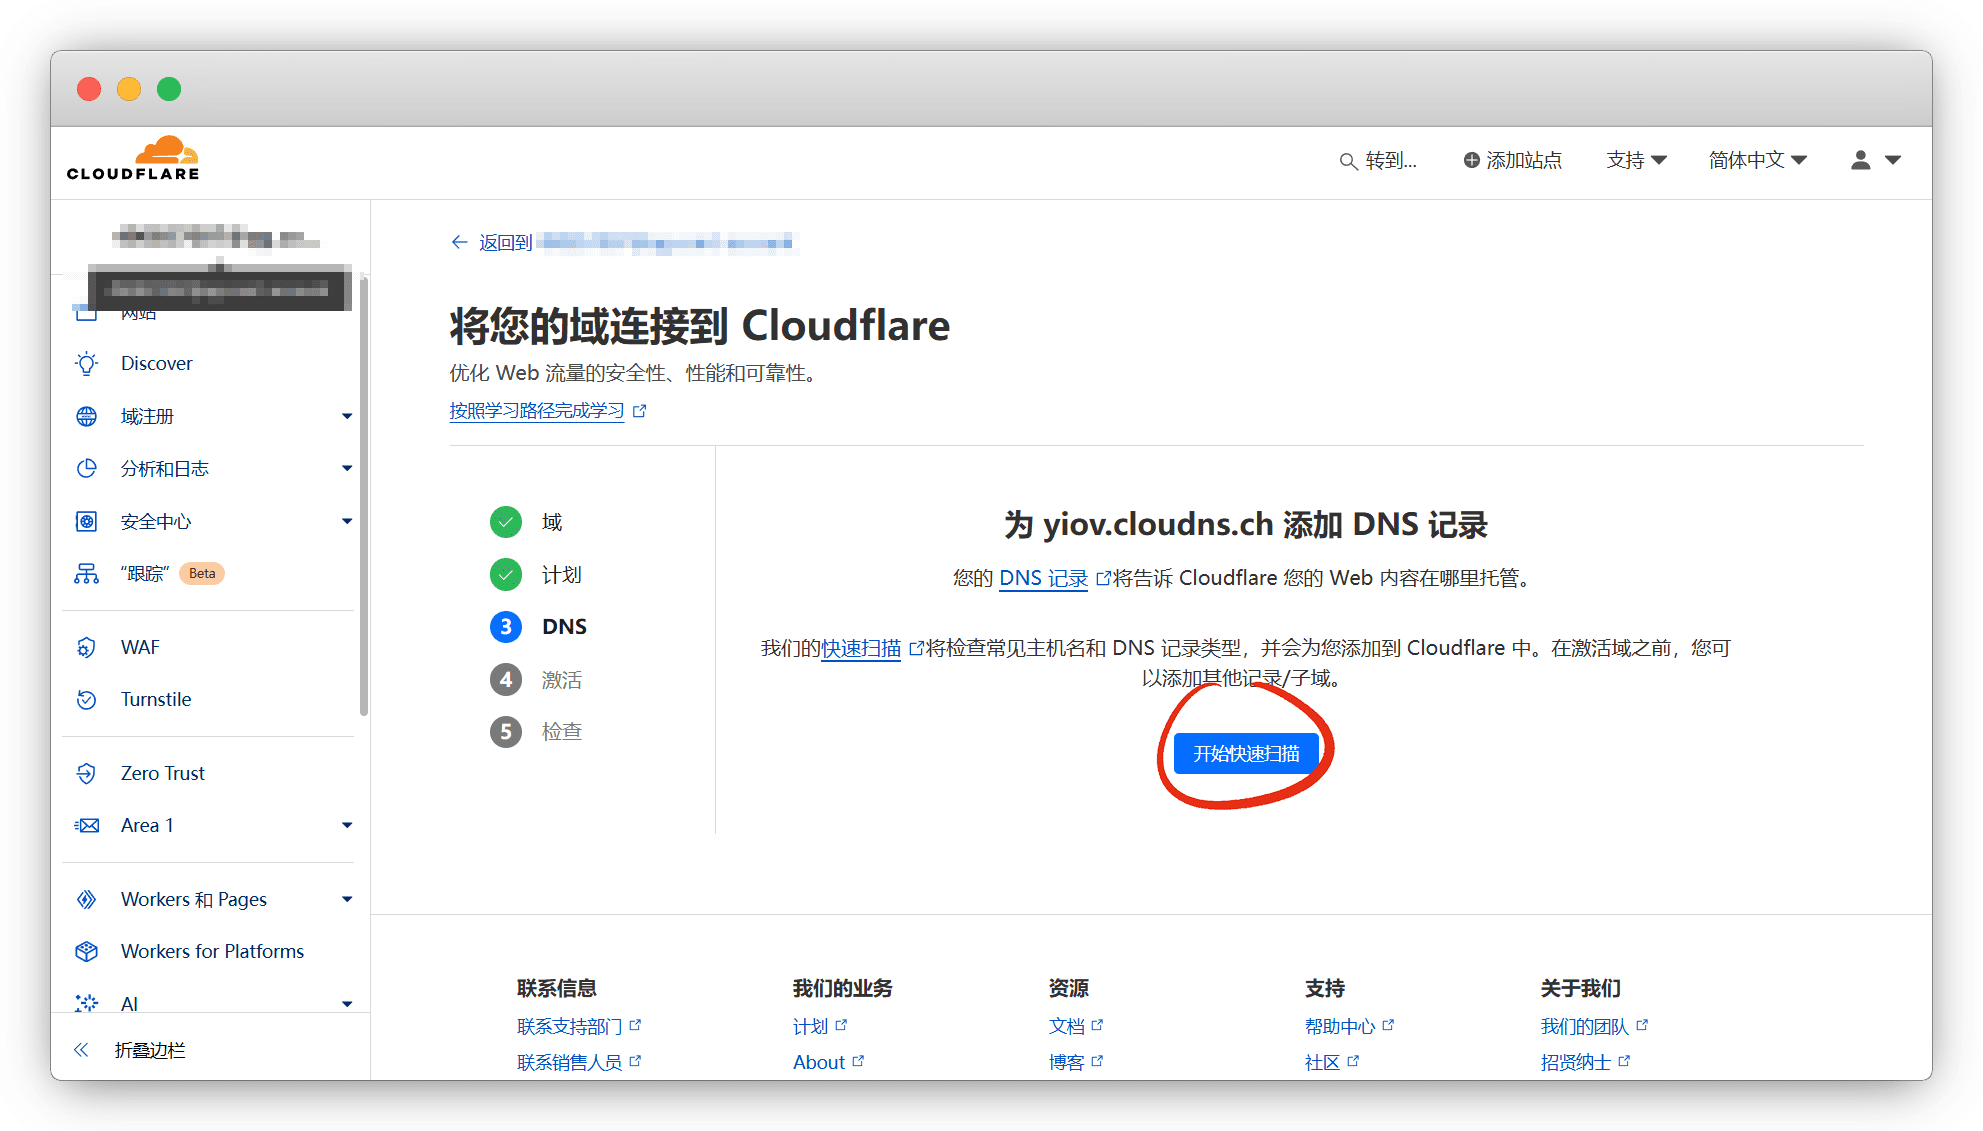 CLOUDFLARE
转到...
添加站点
支持
简体中文
返回到
网站
Discover
域注册
分析和日志
安全中心
“跟踪” Beta
WAF
Turnstile
Zero Trust
Area 1
Workers 和 Pages
Workers for Platforms
AI
折叠边栏
将您的域连接到 Cloudflare
优化 Web 流量的安全性、性能和可靠性。
按照学习路径完成学习
域
计划
3 DNS
4 激活
5 检查
为 yiov.cloudns.ch 添加 DNS 记录
您的 DNS 记录 将告诉 Cloudflare 您的 Web 内容在哪里托管。
我们的快速扫描 将检查常见主机名和 DNS 记录类型，并会为您添加到 Cloudflare 中。在激活域之前，您可
以添加其他记录/子域。
开始快速扫描
联系信息
联系支持部门
联系销售人员
我们的业务
计划
About
资源
文档
博客
支持
帮助中心
社区
关于我们
我们的团队
招贤纳士